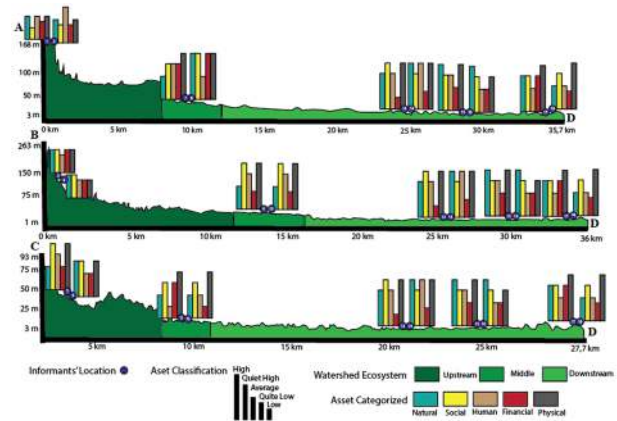 A
168 m
100 m
50 m
3 m
0 km 5 km 10 km 15 km 20 km 25 km 30 km 35,7 km
D
B
263 m
150 m
75 m
1 m
0 km 5 km 10 km 15 km 20 km 25 km 30 km 36 km
D
C
93 m
75 m
50 m
25 m
3 m
5 km 10 km 15 km 20 km 25 km 27,7 km
D
Informants' Location
Aset Classification
High
Quiet High
Average
Quite Low
Low
Watershed Ecosystem
Upstream Middle Downstream
Asset Categorized
Natural Social Human Financial Physical